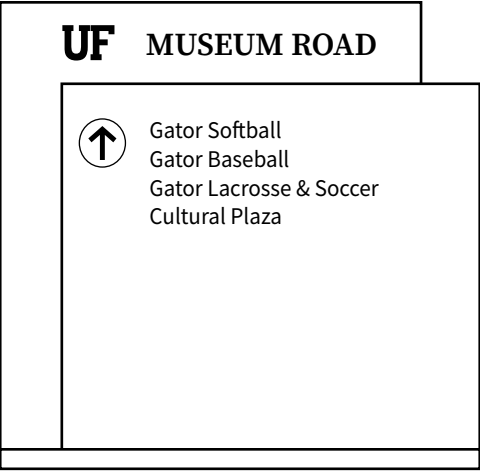 UF MUSEUM ROAD
Gator Softball
Gator Baseball
Gator Lacrosse & Soccer
Cultural Plaza